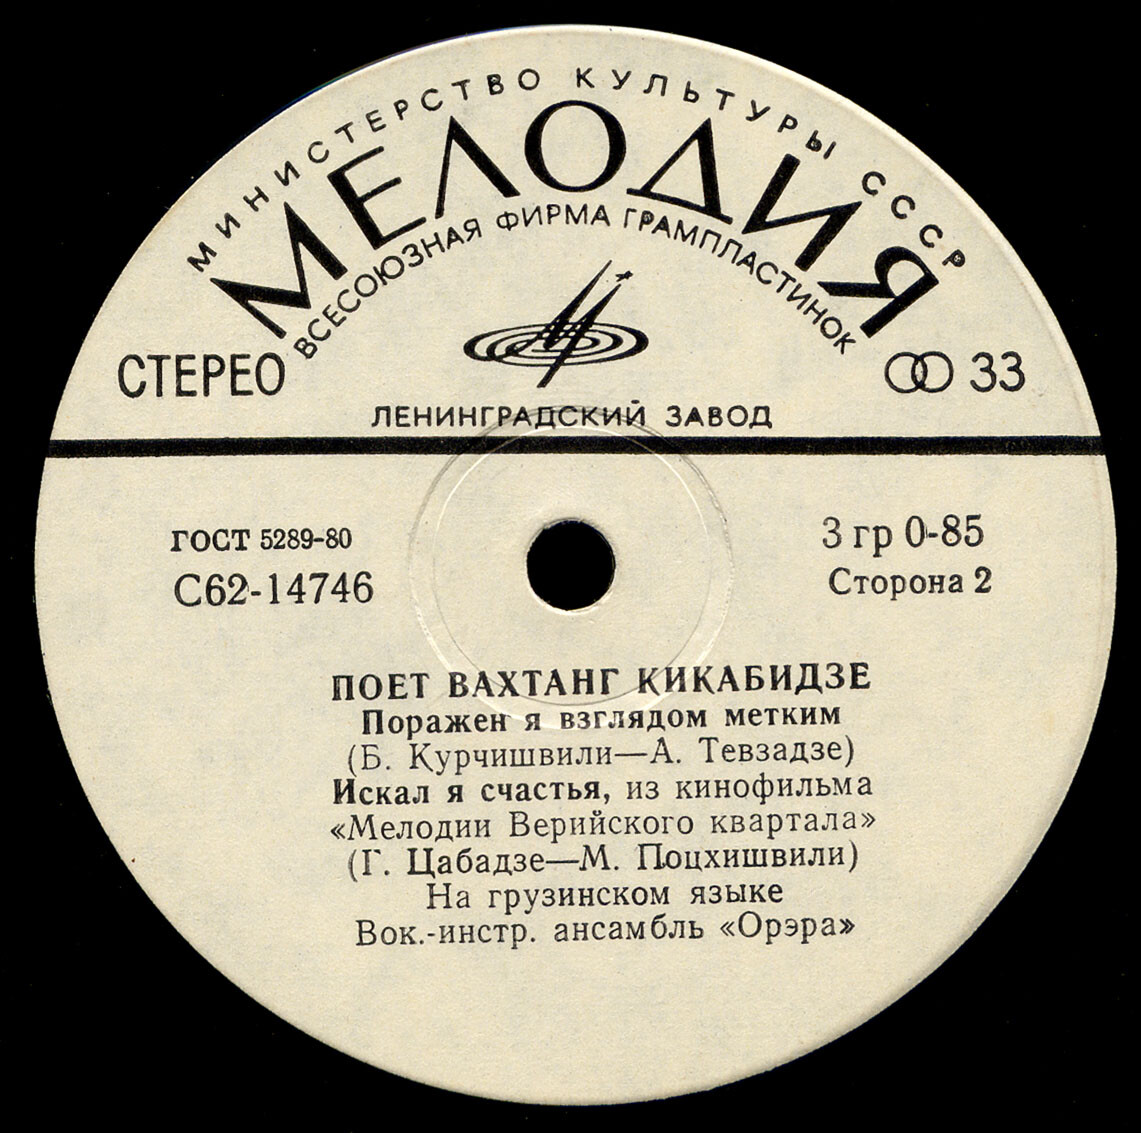 МИНИСТЕРСТВО КУЛЬТУРЫ СССР
МЕЛОДИЯ
ВСЕСОЮЗНАЯ ФИРМА ГРАМПЛАСТИНОК
СТЕРЕО
33
ЛЕНИНГРАДСКИЙ ЗАВОД
ГОСТ 5289-80
С62-14746
3 гр 0-85
Сторона 2
ПОЕТ ВАХТАНГ КИКАБИДЗЕ
Поражен я взглядом метким
(Б. Курчишвили—А. Тевзадзе)
Искал я счастья, из кинофильма
«Мелодии Верийского квартала»
(Г. Цабадзе—М. Поцхишвили)
На грузинском языке
Вок.-инстр. ансамбль «Орэра»